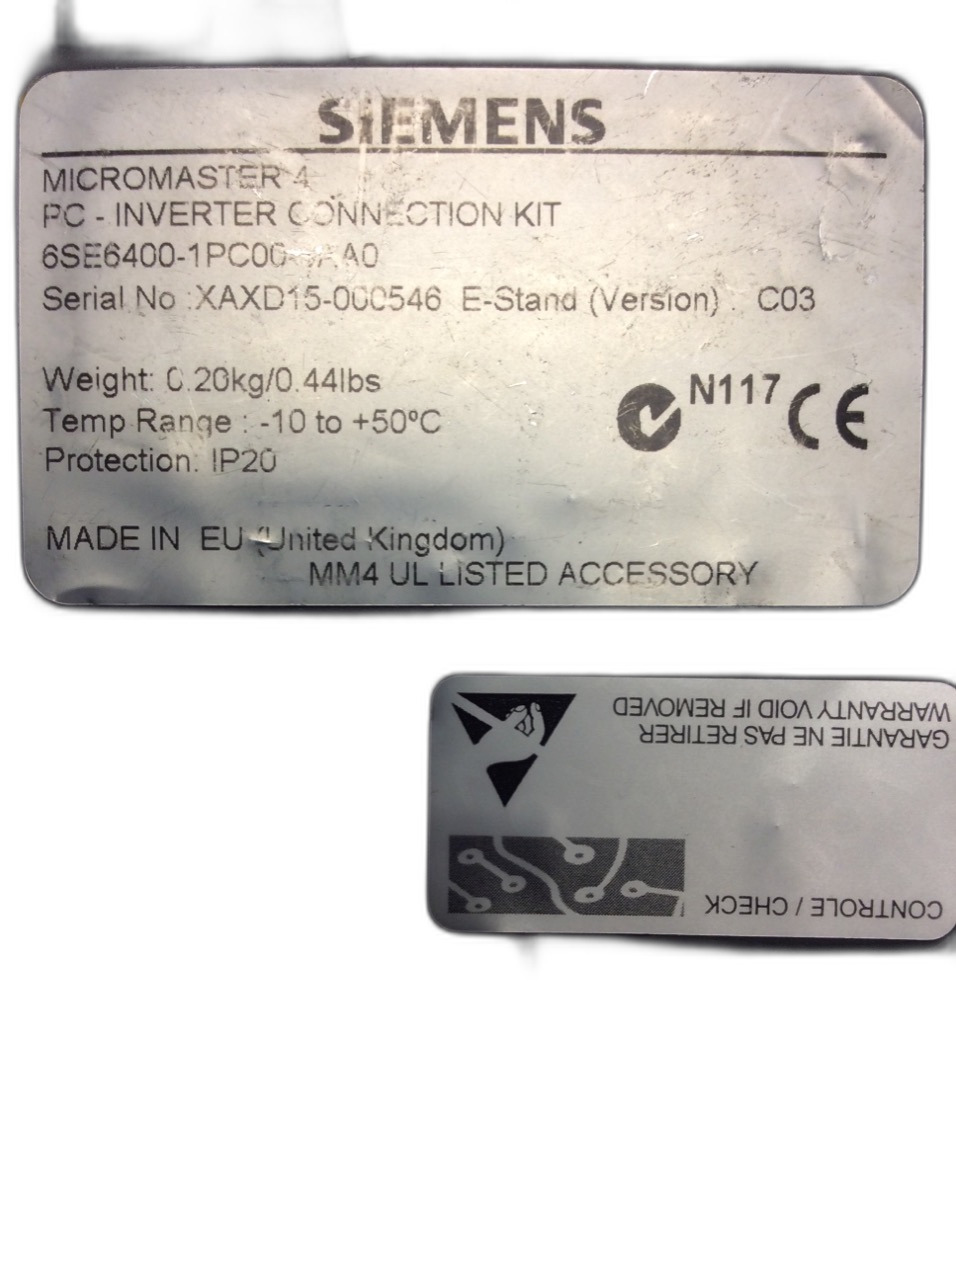 SIEMENS
MICROMASTER 4
PC - INVERTER CONNECTION KIT
Serial No :XAXD15-000546 E-Stand (Version) : C03
Weight: 0.20kg/0.44lbs
Temp Range : -10 to +50ºC
Protection: IP20
N117 CE
MADE IN EU (United Kingdom)
MM4 UL LISTED ACCESSORY
CONTROLE / CHECK
GARANTIE NE PAS RETIRER
WARRANTY VOID IF REMOVED